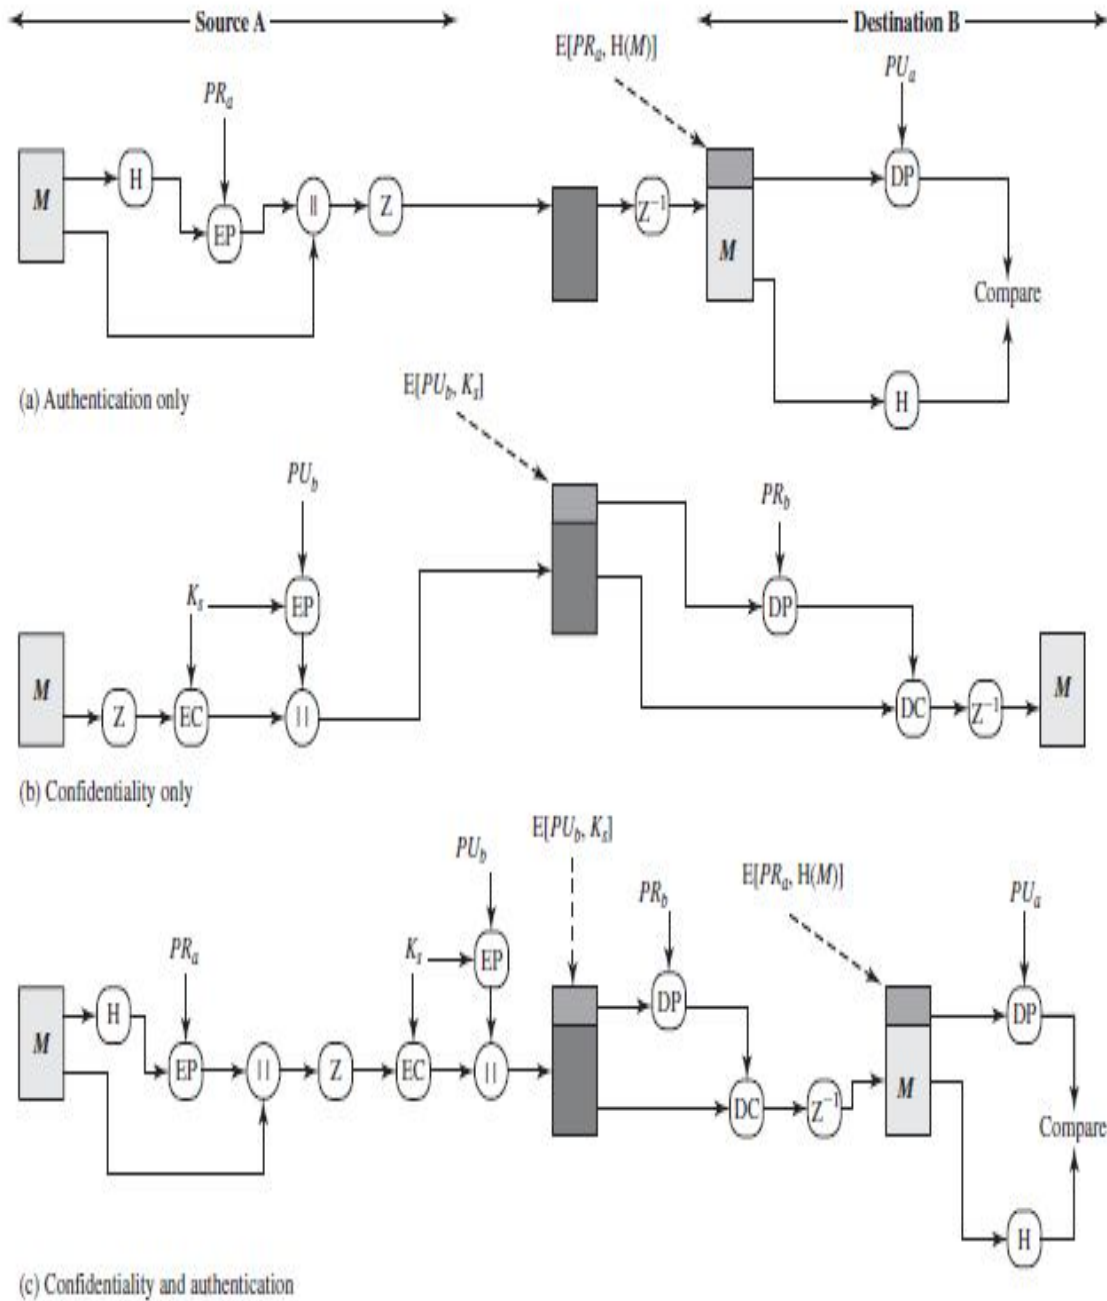 Source A
Destination B
E[PRa, H(M)]
PUa
PRa
M
H
EP
||
Z
Z−1
M
DP
Compare
H
(a) Authentication only
E[PUb, Ks]
PUb
PRb
Ks
EP
DP
M
Z
EC
||
DC
Z−1
M
(b) Confidentiality only
E[PUb, Ks]
PUb
E[PRa, H(M)]
PRb
PUa
PRa
Ks
EP
DP
M
H
DP
EP
||
Z
EC
||
DC
Z−1
M
Compare
H
(c) Confidentiality and authentication